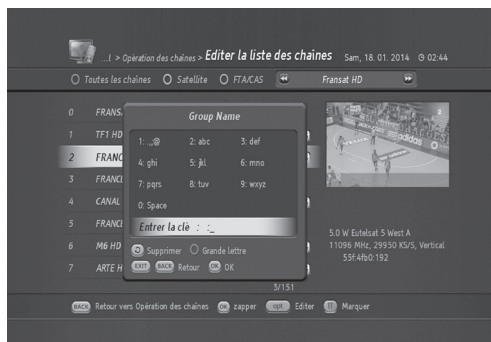 ...l > Opération des chaînes > Editer la liste des chaînes Sam, 18. 01. 2014 02:44
Toutes les chaînes Satellite FTA/CAS Fransat HD
0 FRANS
1 TF1 HD
2 FRANC
3 FRANCE
4 CANAL
5 FRANCE
6 M6 HD
7 ARTE H
Group Name
1: .,@ 2: abc 3: def
4: ghi 5: jkl 6: mno
7: pqrs 8: tuv 9: wxyz
0: Space
Entrer la clè : :_
Supprimer Grande lettre
EXIT BACK Retour OK OK
3/151
adidas
5.0 W Eutelsat 5 West A
11096 MHz, 29950 KS/S, Vertical
55f:4fb0:192
BACK Retour vers Opération des chaînes OK zapper opt Editer Marquer